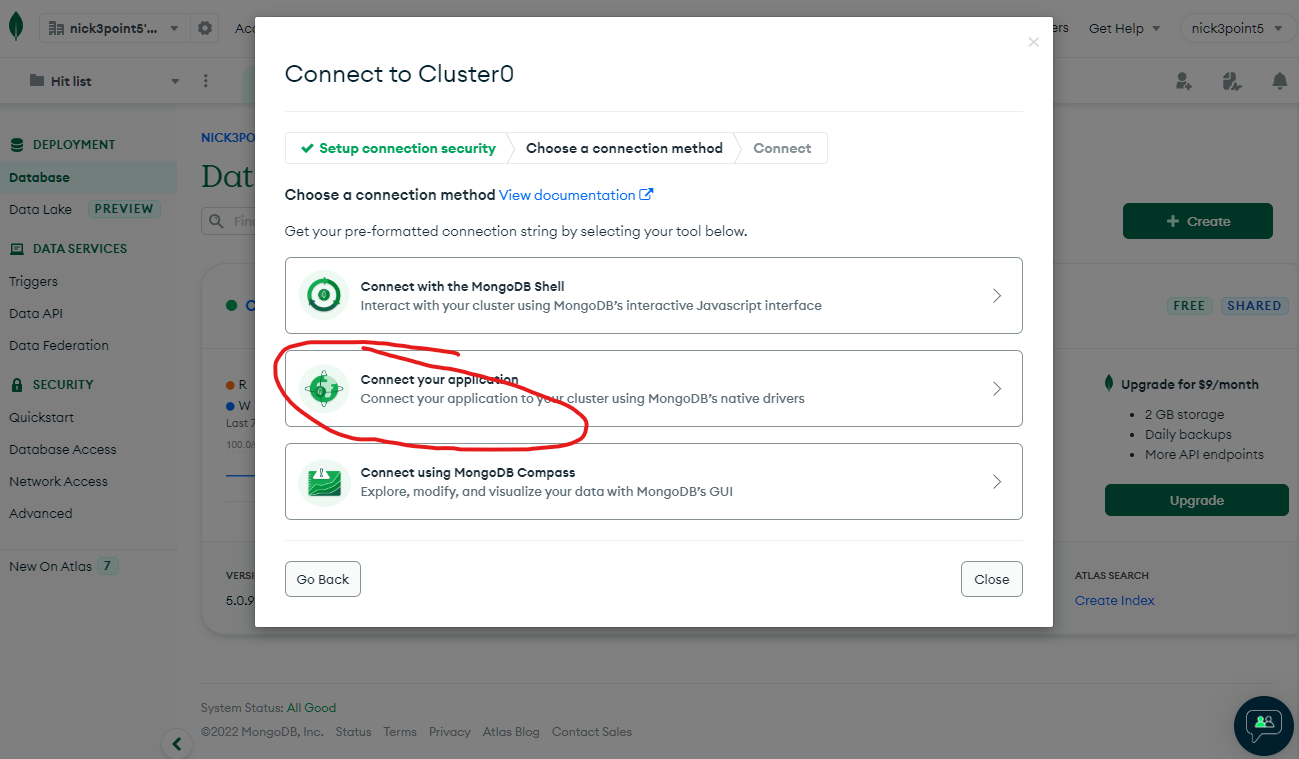 nick3point5'...
Acc
ers
Get Help
nick3point5
Hit list
Connect to Cluster0
Setup connection security
Choose a connection method
Connect
Choose a connection method View documentation
Get your pre-formatted connection string by selecting your tool below.
Connect with the MongoDB Shell
Interact with your cluster using MongoDB's interactive Javascript interface
Connect your application
Connect your application to your cluster using MongoDB's native drivers
Connect using MongoDB Compass
Explore, modify, and visualize your data with MongoDB's GUI
Go Back
Close
DEPLOYMENT
Database
Data Lake PREVIEW
DATA SERVICES
Triggers
Data API
Data Federation
SECURITY
Quickstart
Database Access
Network Access
Advanced
New On Atlas 7
NICK3PO
Dat
Find
Create
FREE SHARED
R
W
Last 7
100.0/
Upgrade for $9/month
2 GB storage
Daily backups
More API endpoints
Upgrade
VERSI
5.0.9
ATLAS SEARCH
Create Index
System Status: All Good
©2022 MongoDB, Inc. Status Terms Privacy Atlas Blog Contact Sales